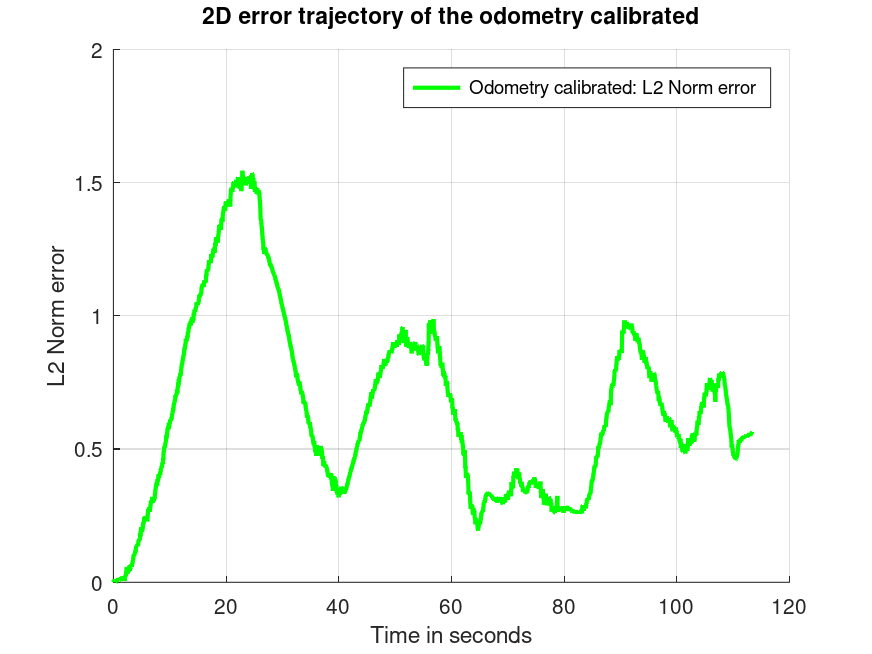 2D error trajectory of the odometry calibrated
2
Odometry calibrated: L2 Norm error
1.5
1
0.5
0
L2 Norm error
0 20 40 60 80 100 120
Time in seconds